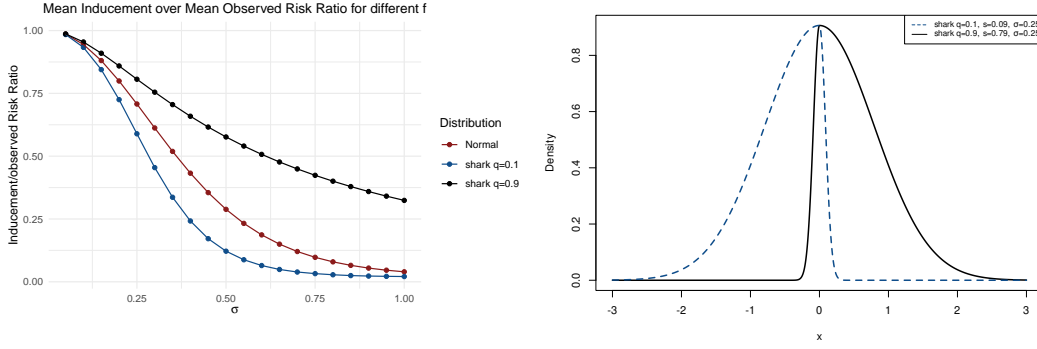 Mean Inducement over Mean Observed Risk Ratio for different f
Inducement/observed Risk Ratio
1.00
0.75
0.50
0.25
0.00
0.25
0.50
0.75
1.00
σ
Distribution
Normal
shark q=0.1
shark q=0.9
shark q=0.1, s=0.09, σ=0.25
shark q=0.9, s=0.79, σ=0.25
Density
0.8
0.6
0.4
0.2
0.0
-3
-2
-1
0
1
2
3
x